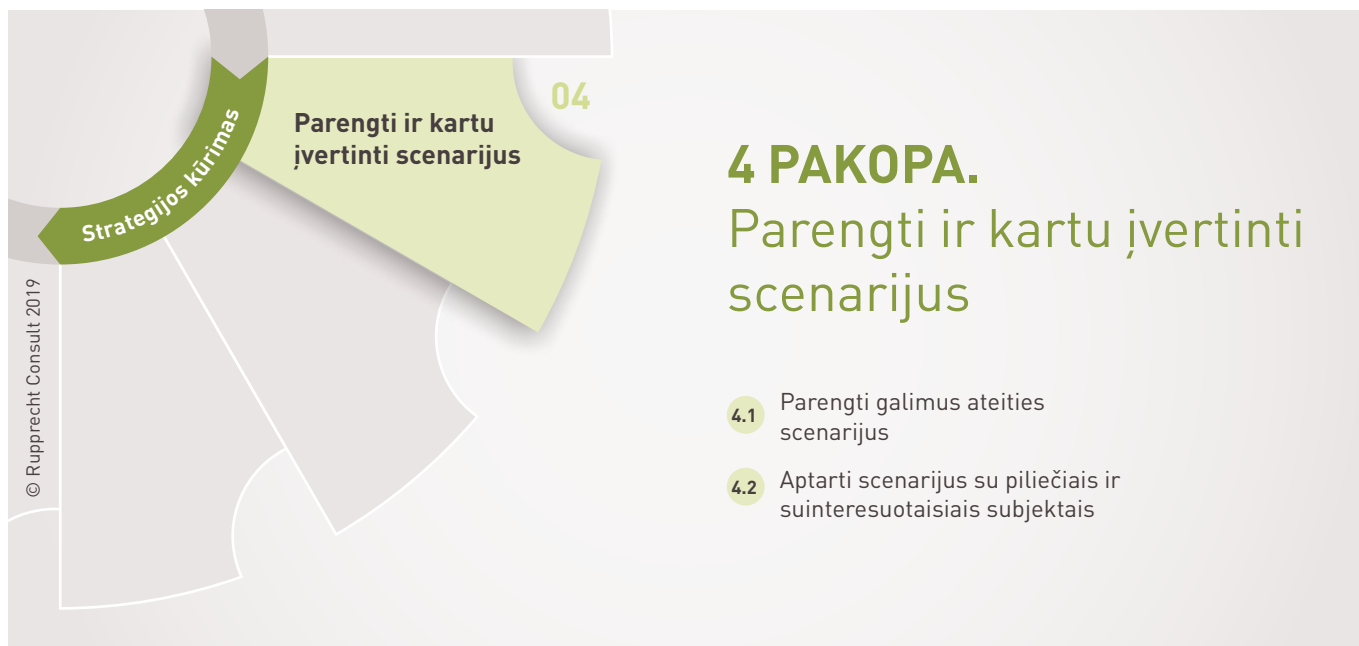 Parengti ir kartu
įvertinti scenarijus
04
Strategijos kūrimas
© Rupprecht Consult 2019
4 PAKOPA.
Parengti ir kartu įvertinti
scenarijus
4.1 Parengti galimus ateities
scenarijus
4.2 Aptarti scenarijus su piliečiais ir
suinteresuotaisiais subjektais